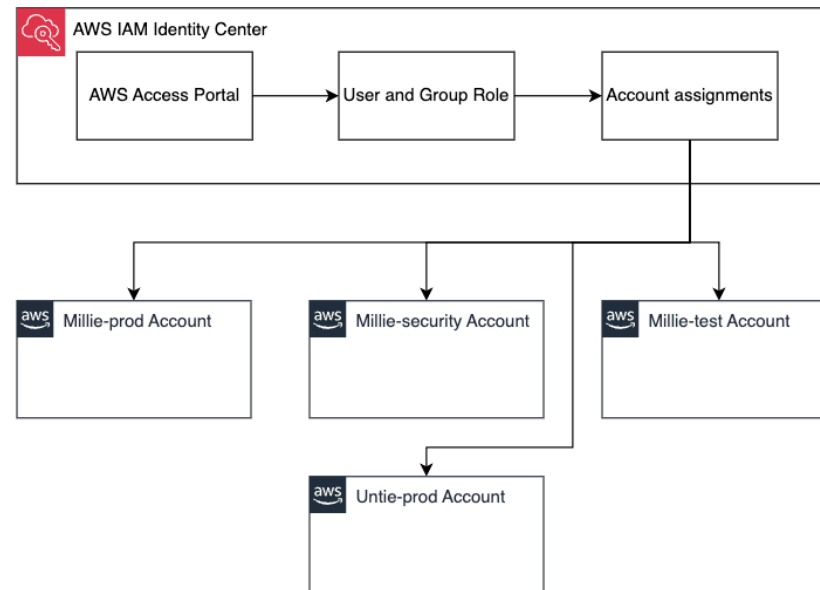 AWS IAM Identity Center
AWS Access Portal
User and Group Role
Account assignments
aws
Millie-prod Account
aws
Millie-security Account
aws
Millie-test Account
aws
Untie-prod Account